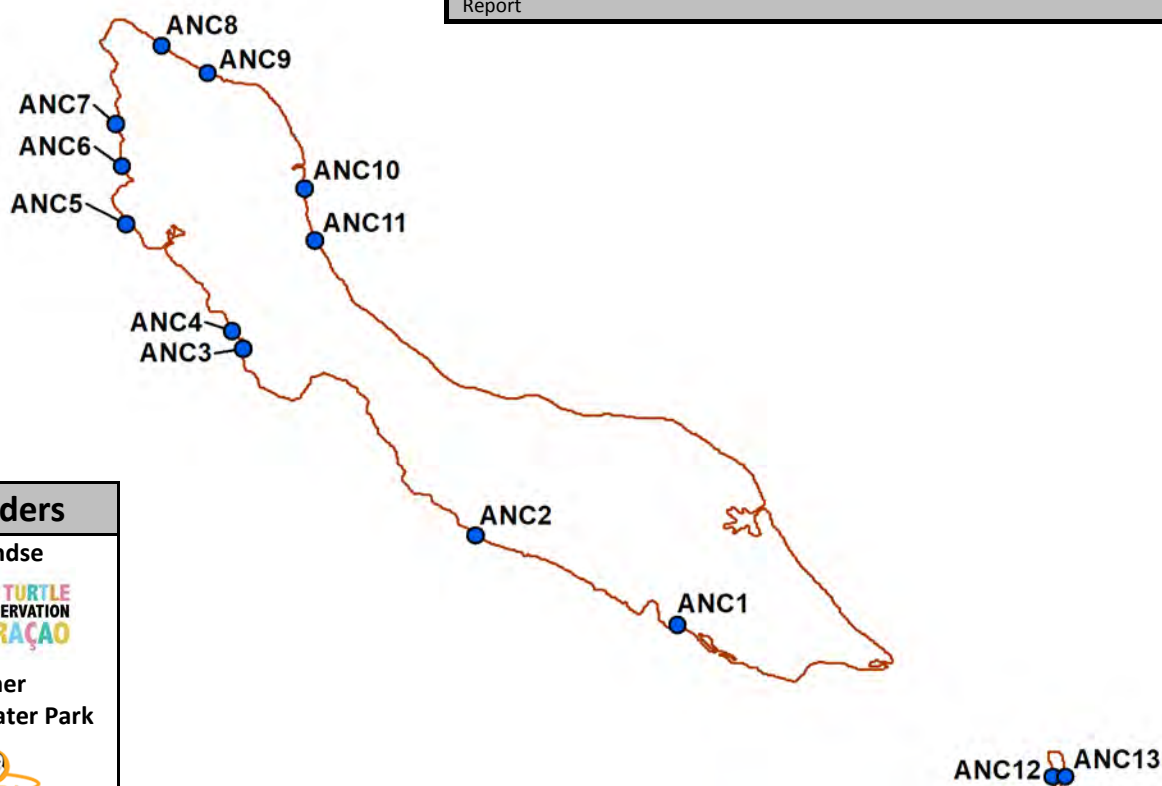 Report
ANC8
ANC9
ANC7
ANC6
ANC10
ANC5
ANC11
ANC4
ANC3
ANC2
ANC1
ANC12 ANC13
ders
ndse
TURTLE
ERVATION
RAÇAO
ner
ater Park